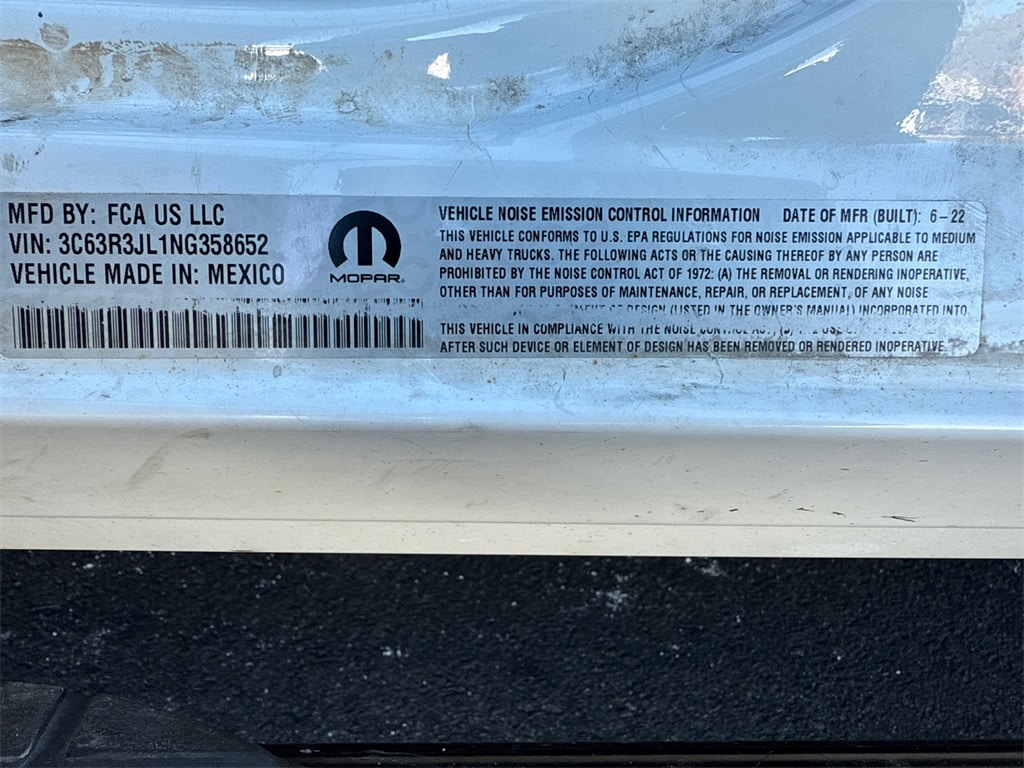 MFD BY: FCA US LLC
VIN: 3C63R3JL1NG358652
VEHICLE MADE IN: MEXICO
MOPAR
VEHICLE NOISE EMISSION CONTROL INFORMATION DATE OF MFR (BUILT): 6-22
THIS VEHICLE CONFORMS TO U.S. EPA REGULATIONS FOR NOISE EMISSION APPLICABLE TO MEDIUM
AND HEAVY TRUCKS. THE FOLLOWING ACTS OR THE CAUSING THEREOF BY ANY PERSON ARE
PROHIBITED BY THE NOISE CONTROL ACT OF 1972: (A) THE REMOVAL OR RENDERING INOPERATIVE,
OTHER THAN FOR PURPOSES OF MAINTENANCE, REPAIR, OR REPLACEMENT, OF ANY NOISE
OF DESIGN (LISTED IN THE OWNER'S MANUAL) INCORPORATED INTO
THIS VEHICLE IN COMPLIANCE WITH THE NOISE CONTROL ACT
AFTER SUCH DEVICE OR ELEMENT OF DESIGN HAS BEEN REMOVED OR RENDERED INOPERATIVE.